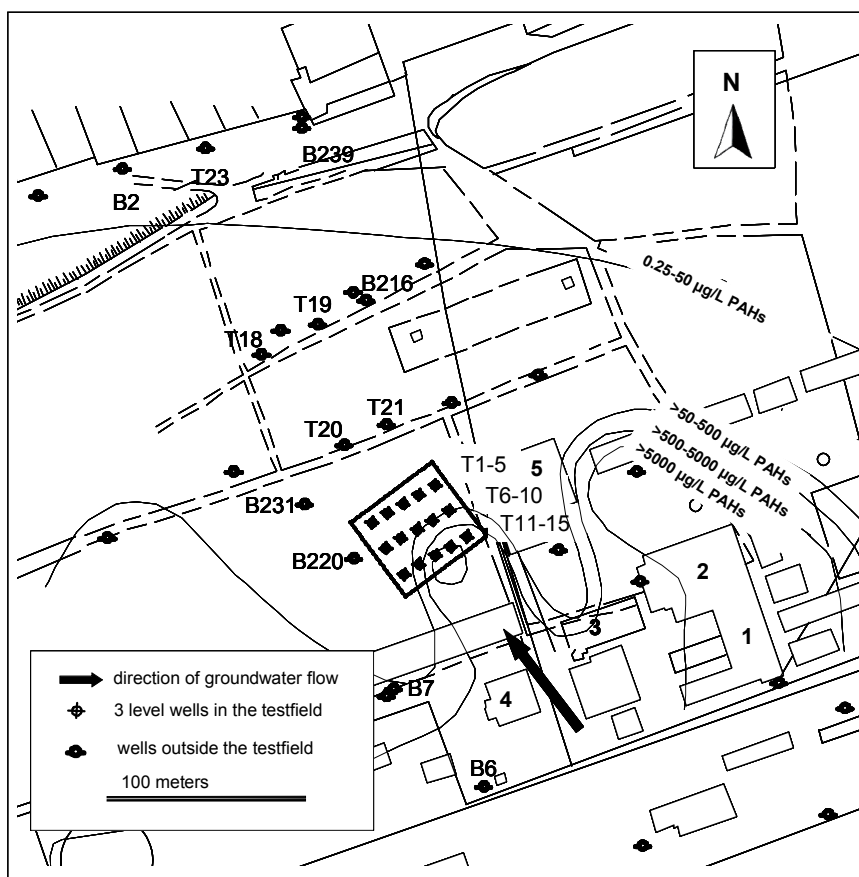 N
B239
T23
B2
0.25-50 µg/L PAHs
B216
T19
T18
>50-500 µg/L PAHs
>500-5000 µg/L PAHs
>5000 µg/L PAHs
T21
T20
T1-5
5
T6-10
T11-15
B231
B220
2
3
1
4
B7
B6
direction of groundwater flow
3 level wells in the testfield
wells outside the testfield
100 meters